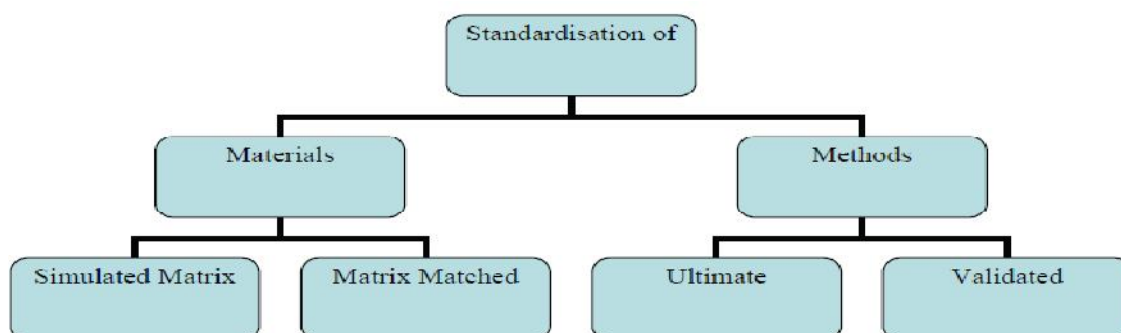 Standardisation of
Materials
Methods
Simulated Matrix
Matrix Matched
Ultimate
Validated